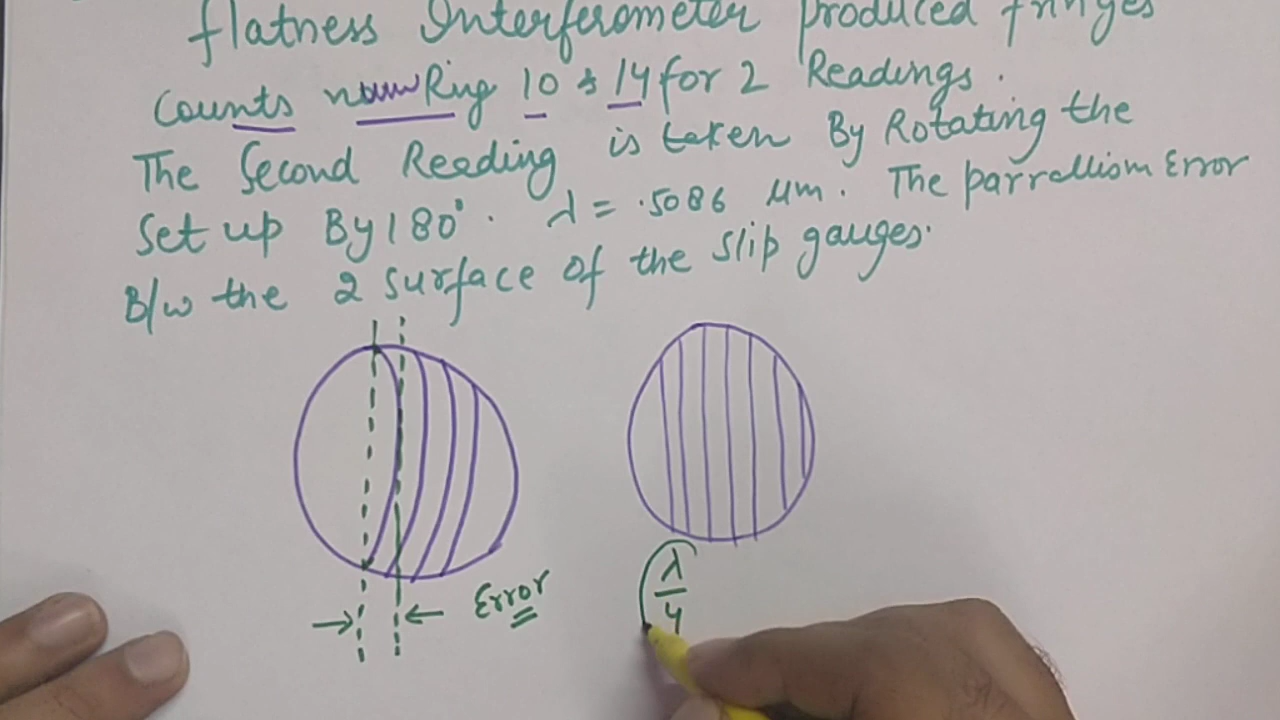 flatness Interferometer produced fringes
Counts Ring 10 & 14 for 2 Readings.
The Second Reeding is taken By Rotating the
Set up By 180°. λ = .5086 μm. The parrallism Error
B/w the 2 surface of the slip gauges.
Error
λ
4